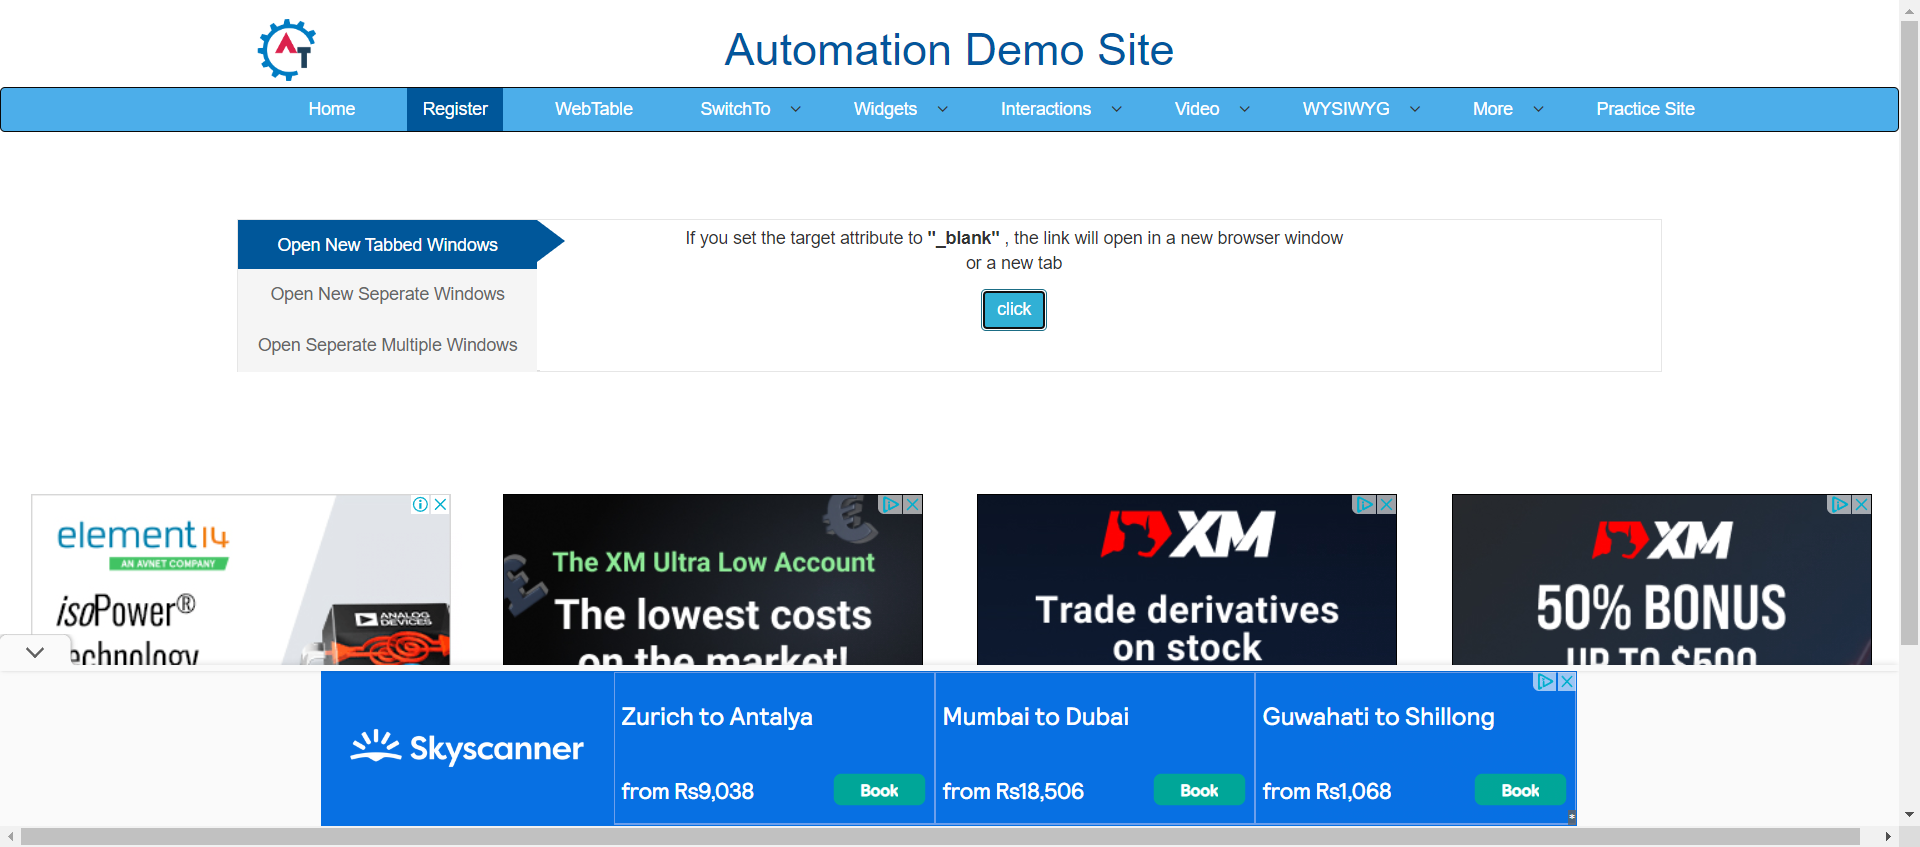 AT
Automation Demo Site
Home Register WebTable SwitchTo Widgets Interactions Video WYSIWYG More Practice Site
Open New Tabbed Windows
Open New Seperate Windows
Open Seperate Multiple Windows
If you set the target attribute to "_blank" , the link will open in a new browser window
or a new tab
click
element14
AN AVNET COMPANY
isoPower®
technology
ANALOG
DEVICES
The XM Ultra Low Account
The lowest costs
on the market!
XM
Trade derivatives
on stock
XM
50% BONUS
UP TO $500
Skyscanner
Zurich to Antalya
from Rs9,038
Book
Mumbai to Dubai
from Rs18,506
Book
Guwahati to Shillong
from Rs1,068
Book
*